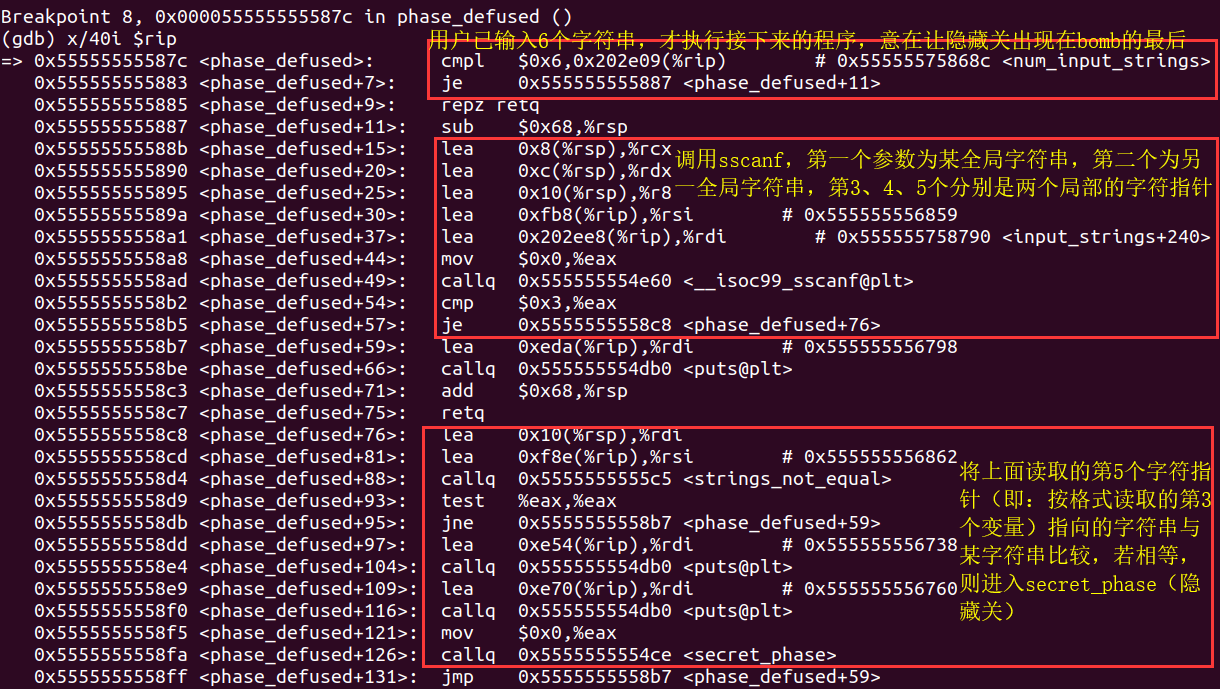 Breakpoint 8, 0x000055555555587c in phase_defused ()
(gdb) x/40i $rip
用户已输入6个字符串，才执行接下来的程序，意在让隐藏关出现在bomb的最后
=> 0x55555555587c <phase_defused>: cmpl $0x6,0x202e09(%rip) # 0x55555575868c <num_input_strings>
0x555555555883 <phase_defused+7>: je 0x555555555887 <phase_defused+11>
0x555555555885 <phase_defused+9>: repz retq
0x555555555887 <phase_defused+11>: sub $0x68,%rsp
0x55555555588b <phase_defused+15>: lea 0x8(%rsp),%rcx
0x555555555890 <phase_defused+20>: lea 0xc(%rsp),%rdx
0x555555555895 <phase_defused+25>: lea 0x10(%rsp),%r8
调用sscanf，第一个参数为某全局字符串，第二个为另
一全局字符串，第3、4、5个分别是两个局部的字符指针
0x55555555589a <phase_defused+30>: lea 0xfb8(%rip),%rsi # 0x555555556859
0x5555555558a1 <phase_defused+37>: lea 0x202ee8(%rip),%rdi # 0x555555758790 <input_strings+240>
0x5555555558a8 <phase_defused+44>: mov $0x0,%eax
0x5555555558ad <phase_defused+49>: callq 0x555555554e60 <__isoc99_sscanf@plt>
0x5555555558b2 <phase_defused+54>: cmp $0x3,%eax
0x5555555558b5 <phase_defused+57>: je 0x5555555558c8 <phase_defused+76>
0x5555555558b7 <phase_defused+59>: lea 0xeda(%rip),%rdi # 0x555555556798
0x5555555558be <phase_defused+66>: callq 0x555555554db0 <puts@plt>
0x5555555558c3 <phase_defused+71>: add $0x68,%rsp
0x5555555558c7 <phase_defused+75>: retq
0x5555555558c8 <phase_defused+76>: lea 0x10(%rsp),%rdi
0x5555555558cd <phase_defused+81>: lea 0xf8e(%rip),%rsi # 0x555555556862
0x5555555558d4 <phase_defused+88>: callq 0x5555555555c5 <strings_not_equal>
0x5555555558d9 <phase_defused+93>: test %eax,%eax
0x5555555558db <phase_defused+95>: jne 0x5555555558b7 <phase_defused+59>
0x5555555558dd <phase_defused+97>: lea 0xe54(%rip),%rdi # 0x555555556738
0x5555555558e4 <phase_defused+104>: callq 0x555555554db0 <puts@plt>
0x5555555558e9 <phase_defused+109>: lea 0xe70(%rip),%rdi # 0x555555556760
0x5555555558f0 <phase_defused+116>: callq 0x555555554db0 <puts@plt>
0x5555555558f5 <phase_defused+121>: mov $0x0,%eax
0x5555555558fa <phase_defused+126>: callq 0x5555555554ce <secret_phase>
0x5555555558ff <phase_defused+131>: jmp 0x5555555558b7 <phase_defused+59>
将上面读取的第5个字符指
针（即：按格式读取的第3
个变量）指向的字符串与
某字符串比较，若相等，
则进入secret_phase（隐
藏关）